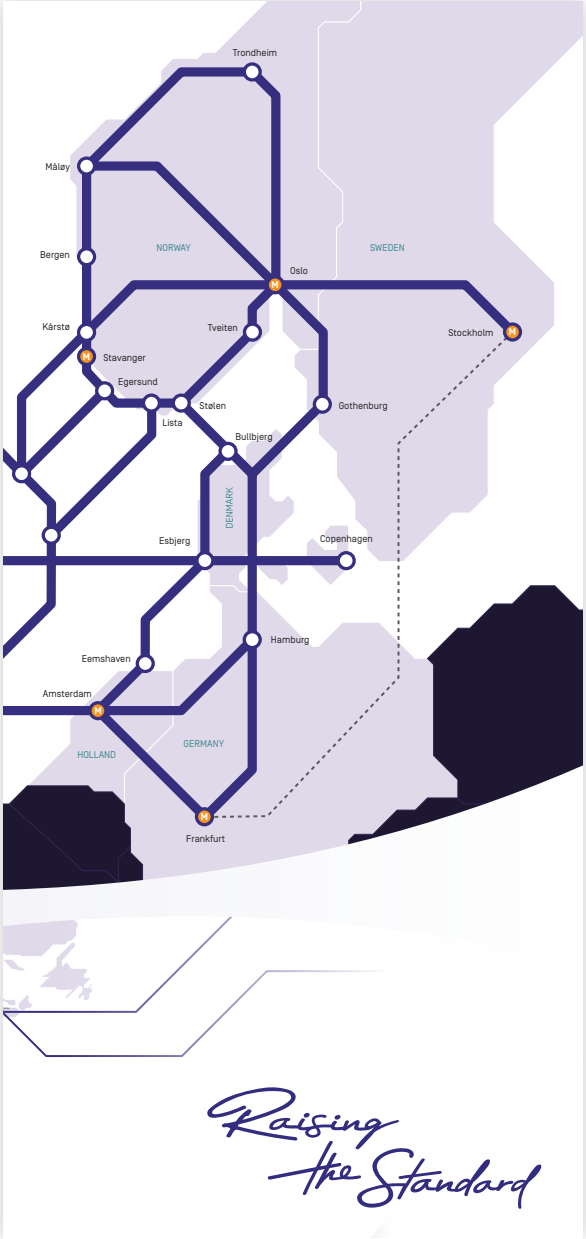 Trondheim
Måløy
NORWAY
SWEDEN
Bergen
Oslo
M
Kårstø
Tveiten
Stockholm
M
M
Stavanger
Egersund
Stølen
Gothenburg
Lista
Bullbjerg
DENMARK
Esbjerg
Copenhagen
Hamburg
Eemshaven
Amsterdam
M
GERMANY
HOLLAND
M
Frankfurt
Raising
the Standard